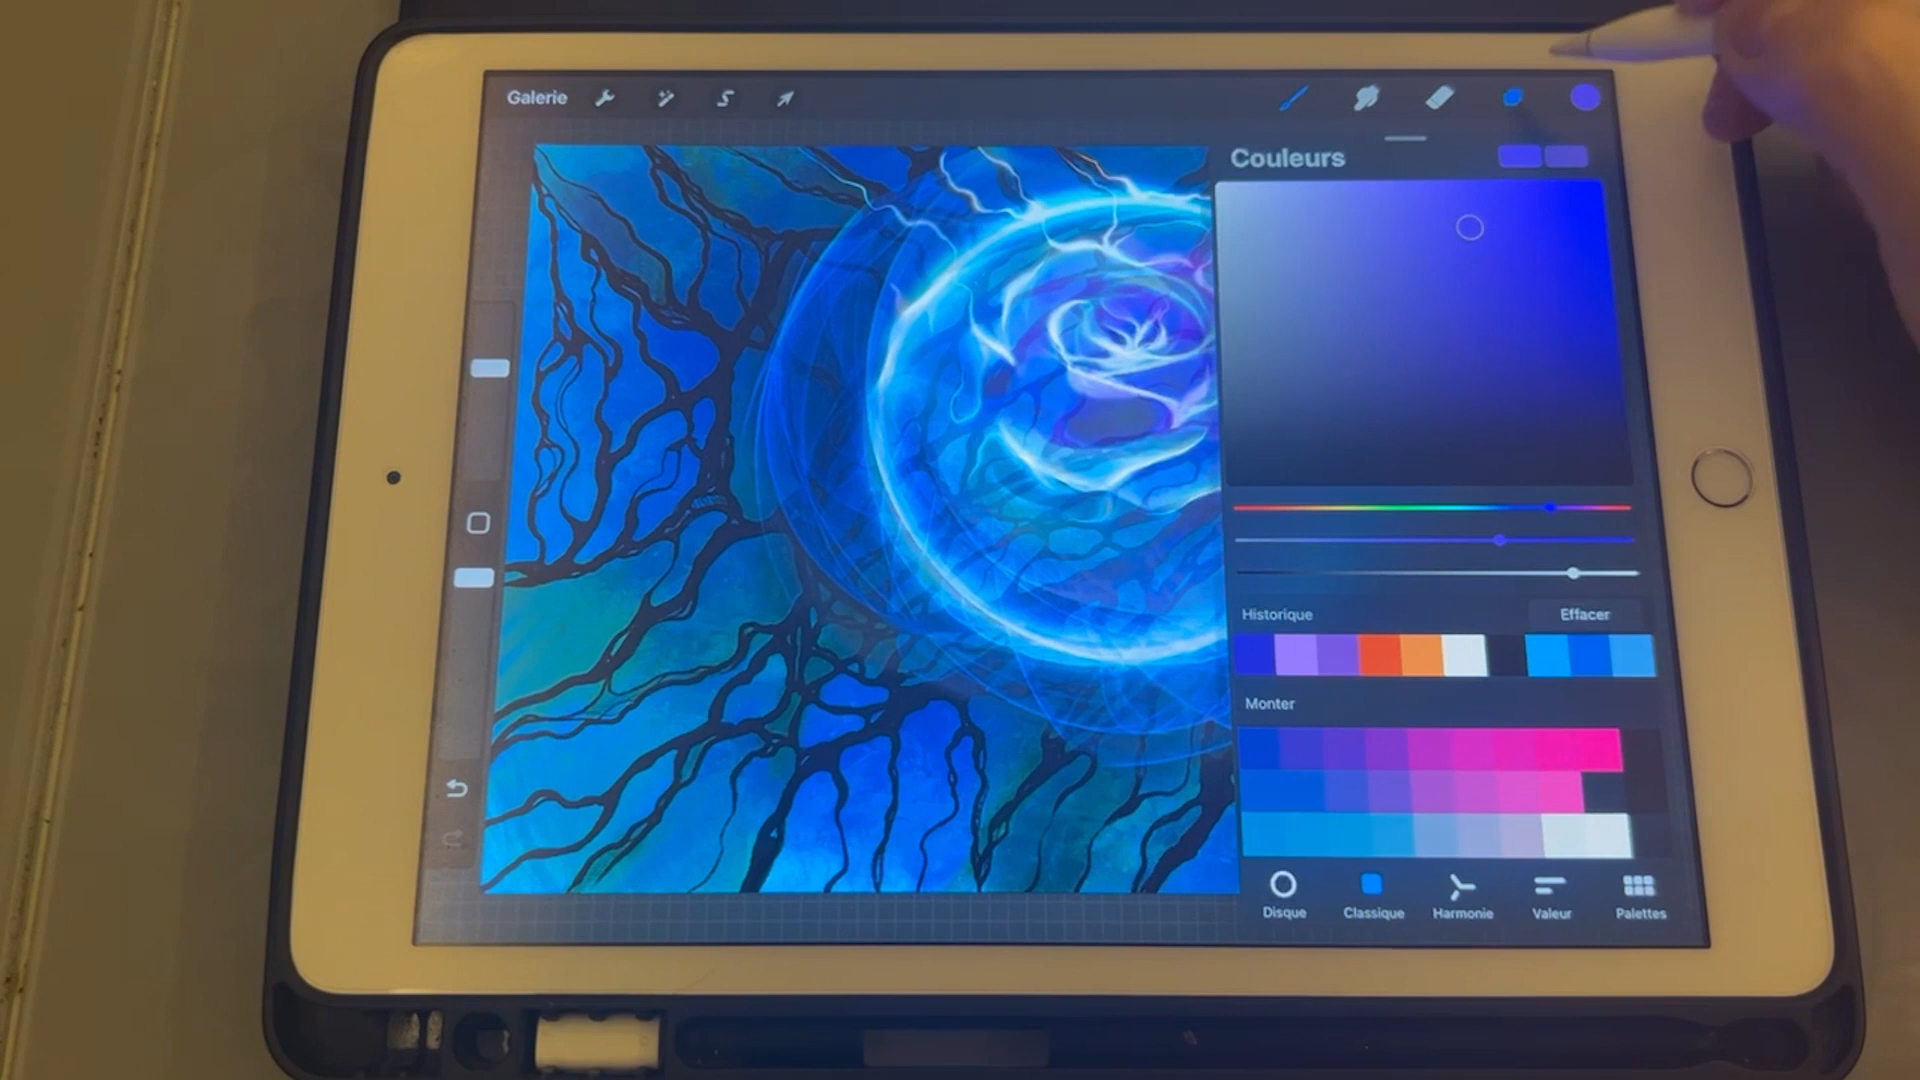 Galerie
Couleurs
Historique Effacer
Monter
Disque Classique Harmonie Valeur Palettes